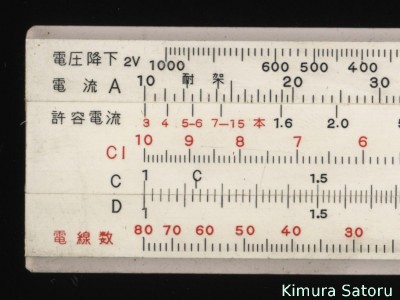 電圧降下 2V 1000 600 500 400
電流 A 10 耐 架 20 30
許容電流 3 4 5-6 7-15 本 1.6 2.0
CI 10 9 8 7 6
C 1 C 1.5
D 1 1.5
電線数 80 70 60 50 40 30
Kimura Satoru